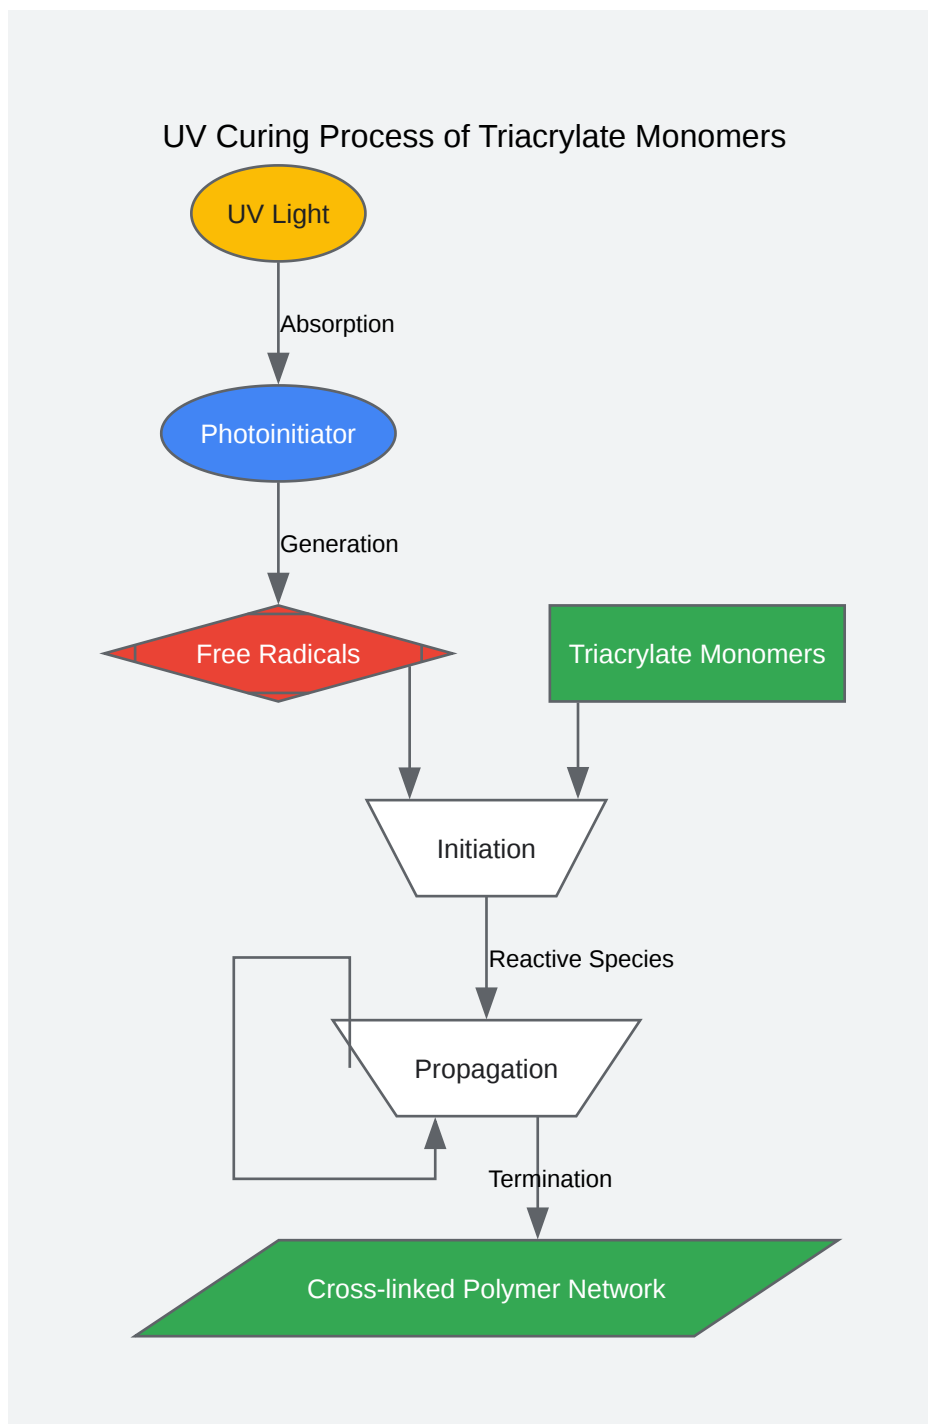 UV Curing Process of Triacrylate Monomers
UV Light
Absorption
Photoinitiator
Generation
Free Radicals
Triacrylate Monomers
Initiation
Reactive Species
Propagation
Termination
Cross-linked Polymer Network